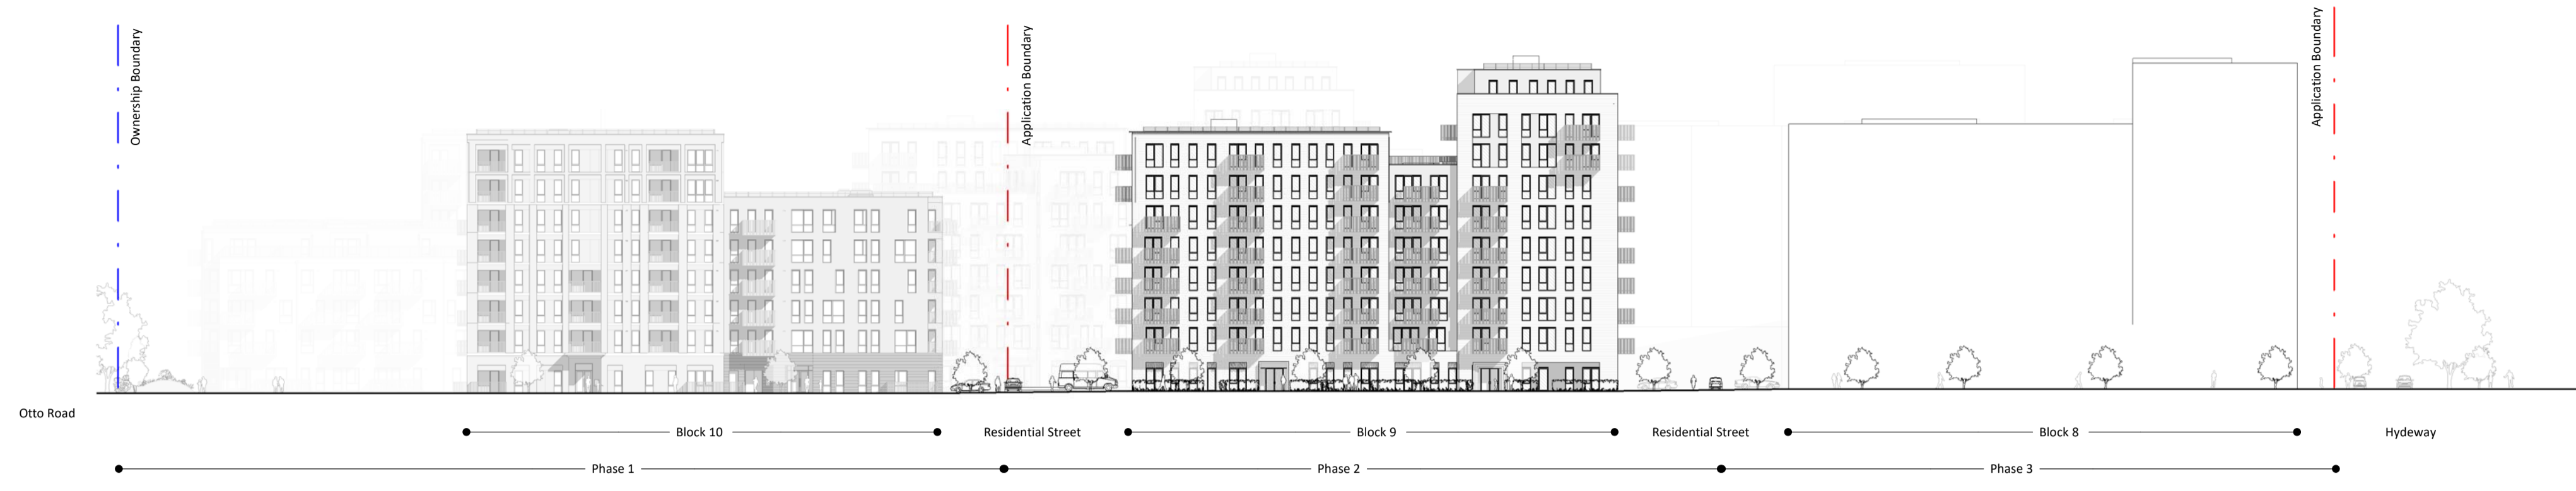 Ownership Boundary
Application Boundary
Application Boundary
Otto Road
Block 10
Residential Street
Block 9
Residential Street
Block 8
Hydeway
Phase 1
Phase 2
Phase 3